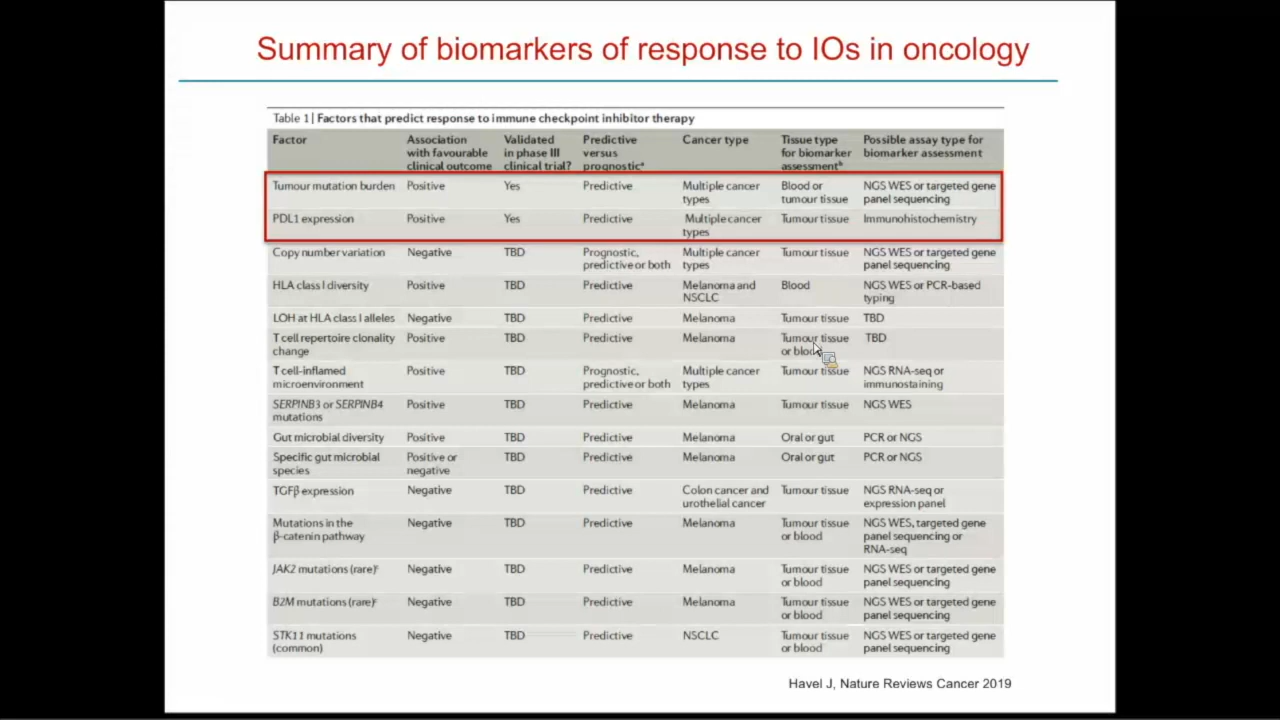 Summary of biomarkers of response to IOs in oncology
Table 1 | Factors that predict response to immune checkpoint inhibitor therapy
Factor Association with favourable clinical outcome Validated in phase III clinical trial? Predictive versus prognosticᵃ Cancer type Tissue type for biomarker assessmentᵇ Possible assay type for biomarker assessment
Tumour mutation burden Positive Yes Predictive Multiple cancer types Blood or tumour tissue NGS WES or targeted gene panel sequencing
PDL1 expression Positive Yes Predictive Multiple cancer types Tumour tissue Immunohistochemistry
Copy number variation Negative TBD Prognostic, predictive or both Multiple cancer types Tumour tissue NGS WES or targeted gene panel sequencing
HLA class I diversity Positive TBD Predictive Melanoma and NSCLC Blood NGS WES or PCR-based typing
LOH at HLA class I alleles Negative TBD Predictive Melanoma Tumour tissue TBD
T cell repertoire clonality change Positive TBD Predictive Melanoma Tumour tissue or blood TBD
T cell-inflamed microenvironment Positive TBD Prognostic, predictive or both Multiple cancer types Tumour tissue NGS RNA-seq or immunostaining
SERPINB3 or SERPINB4 mutations Positive TBD Predictive Melanoma Tumour tissue NGS WES
Gut microbial diversity Positive TBD Predictive Melanoma Oral or gut PCR or NGS
Specific gut microbial species Positive or negative TBD Predictive Melanoma Oral or gut PCR or NGS
TGFβ expression Negative TBD Predictive Colon cancer and urothelial cancer Tumour tissue NGS RNA-seq or expression panel
Mutations in the β-catenin pathway Negative TBD Predictive Melanoma Tumour tissue or blood NGS WES, targeted gene panel sequencing or RNA-seq
JAK2 mutations (rare)ᶜ Negative TBD Predictive Melanoma Tumour tissue or blood NGS WES or targeted gene panel sequencing
B2M mutations (rare)ᶜ Negative TBD Predictive Melanoma Tumour tissue or blood NGS WES or targeted gene panel sequencing
STK11 mutations (common) Negative TBD Predictive NSCLC Tumour tissue or blood NGS WES or targeted gene panel sequencing
Havel J, Nature Reviews Cancer 2019